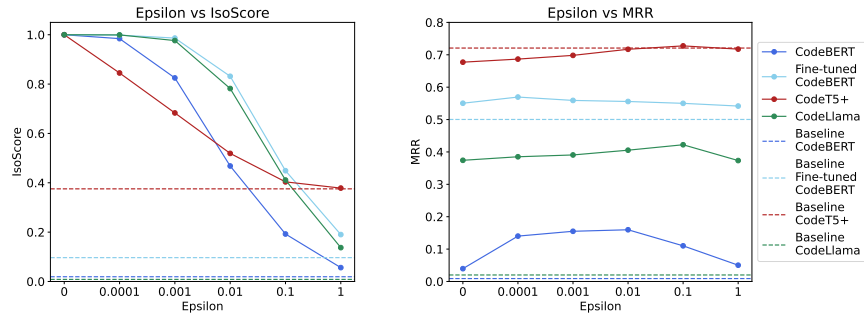 Epsilon vs IsoScore
IsoScore
1.0
0.8
0.6
0.4
0.2
0.0
0
0.0001
0.001
0.01
0.1
1
Epsilon
Epsilon vs MRR
MRR
0.8
0.7
0.6
0.5
0.4
0.3
0.2
0.1
0.0
0
0.0001
0.001
0.01
0.1
1
Epsilon
CodeBERT
Fine-tuned
CodeBERT
CodeT5+
CodeLlama
Baseline
CodeBERT
Baseline
Fine-tuned
CodeBERT
Baseline
CodeT5+
Baseline
CodeLlama